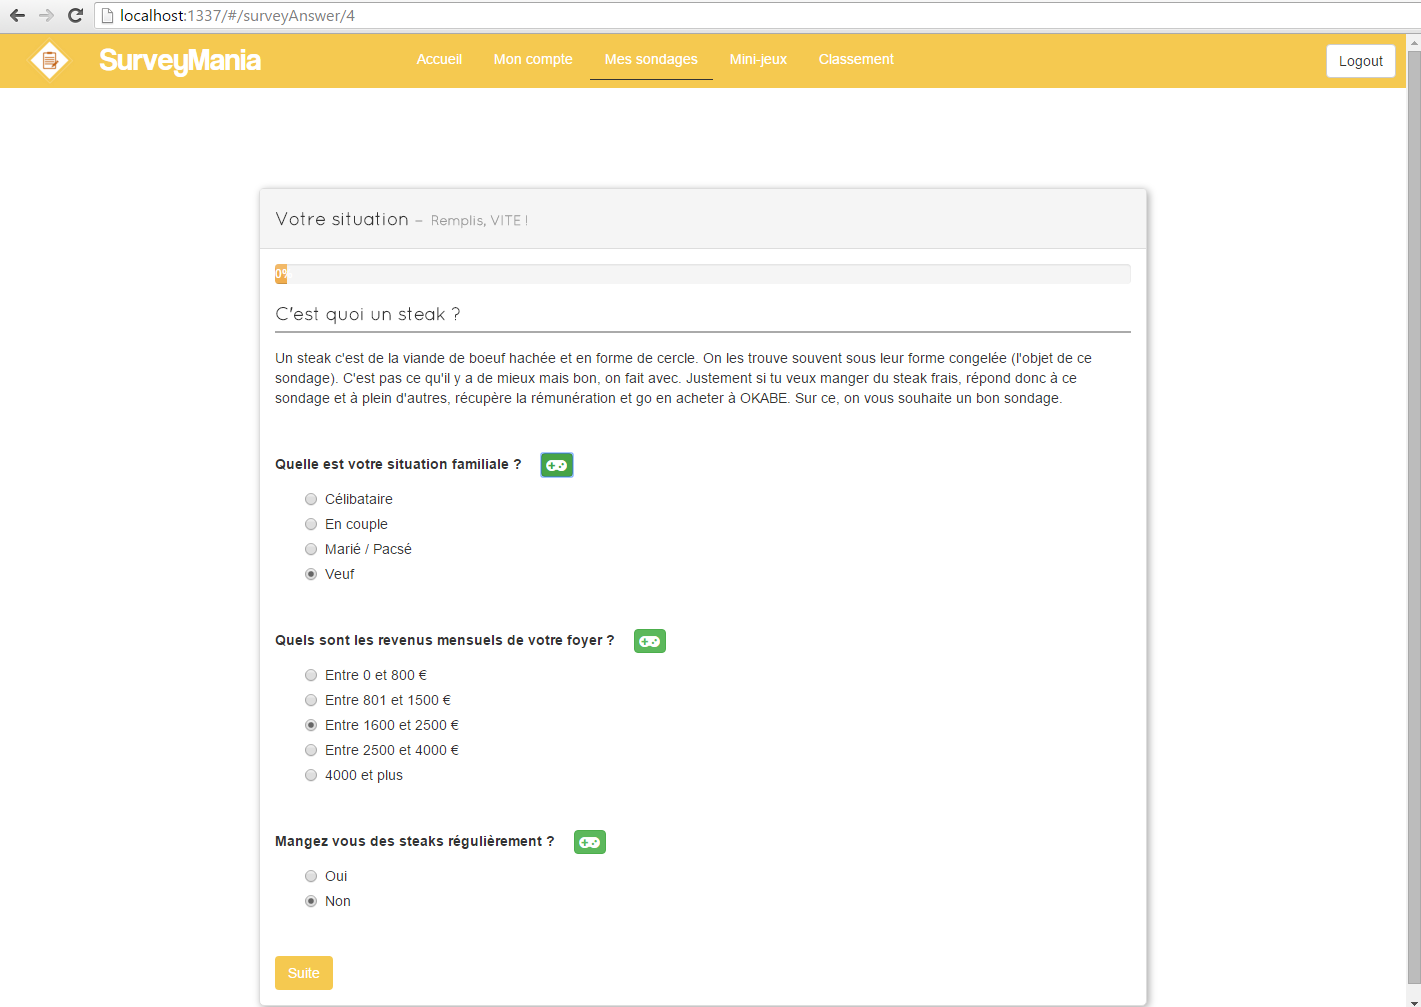 localhost:1337/#/surveyAnswer/4
SurveyMania Accueil Mon compte Mes sondages Mini-jeux Classement Logout
Votre situation – Remplis, VITE !
0%
C'est quoi un steak ?
Un steak c'est de la viande de boeuf hachée et en forme de cercle. On les trouve souvent sous leur forme congelée (l'objet de ce
sondage). C'est pas ce qu'il y a de mieux mais bon, on fait avec. Justement si tu veux manger du steak frais, répond donc à ce
sondage et à plein d'autres, récupère la rémunération et go en acheter à OKABE. Sur ce, on vous souhaite un bon sondage.
Quelle est votre situation familiale ?
Célibataire
En couple
Marié / Pacsé
Veuf
Quels sont les revenus mensuels de votre foyer ?
Entre 0 et 800 €
Entre 801 et 1500 €
Entre 1600 et 2500 €
Entre 2500 et 4000 €
4000 et plus
Mangez vous des steaks régulièrement ?
Oui
Non
Suite